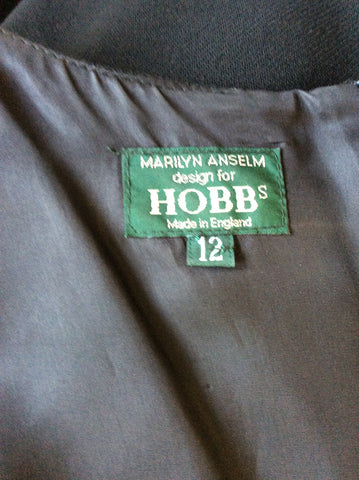 MARILYN ANSELM
design for
HOBBS
Made in England
12